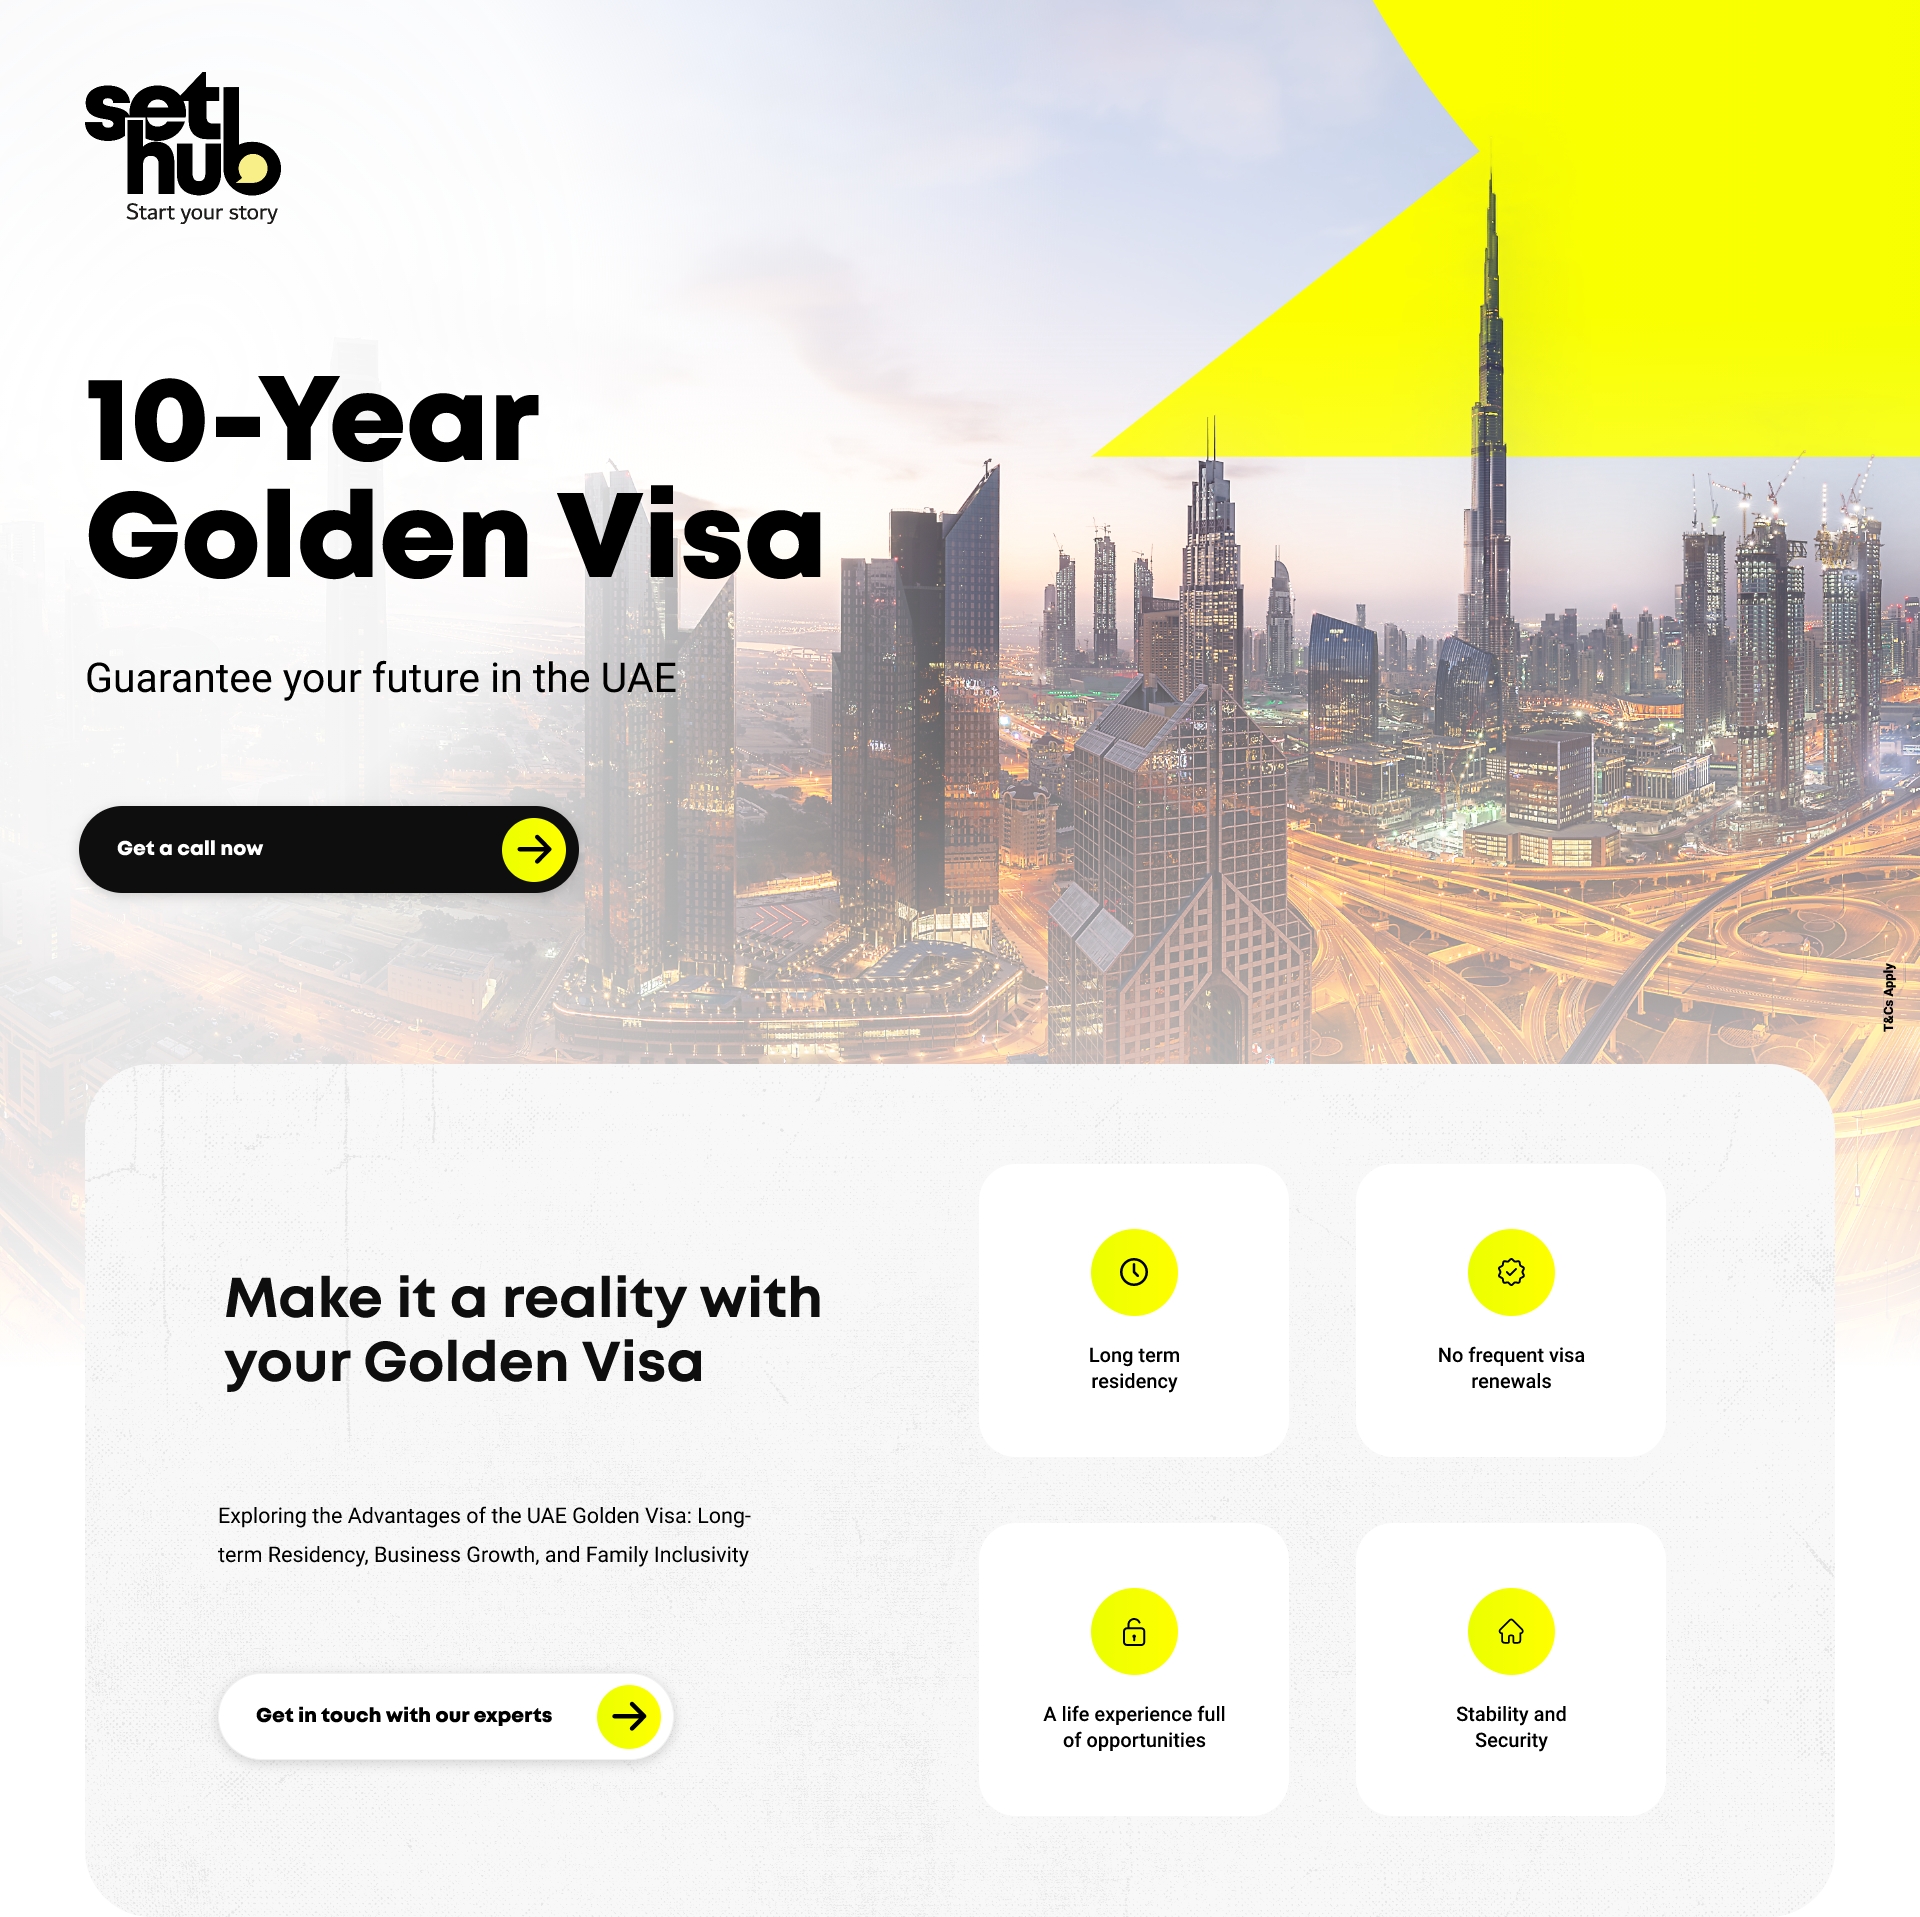 set
hub
Start your story
10-Year
Golden Visa
Guarantee your future in the UAE
Get a call now
T&Cs Apply
Make it a reality with
your Golden Visa
Exploring the Advantages of the UAE Golden Visa: Long-
term Residency, Business Growth, and Family Inclusivity
Get in touch with our experts
Long term
residency
No frequent visa
renewals
A life experience full
of opportunities
Stability and
Security